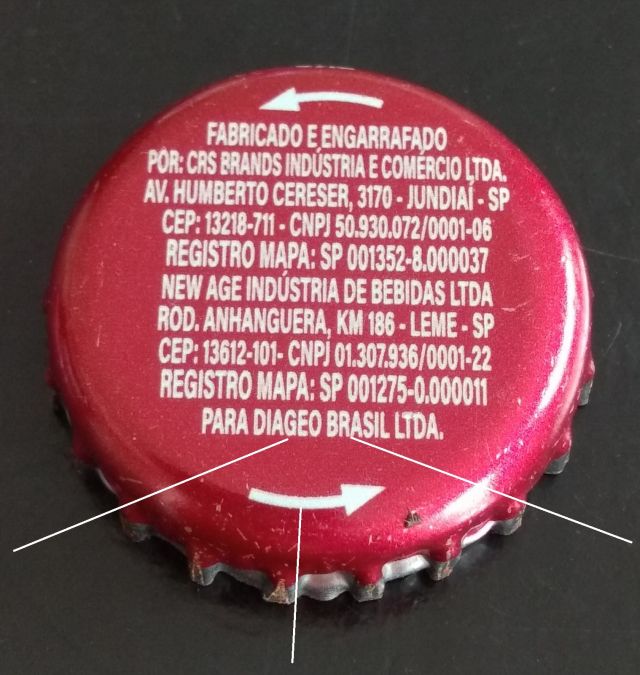 FABRICADO E ENGARRAFADO
POR: CRS BRANDS INDÚSTRIA E COMÉRCIO LTDA.
AV. HUMBERTO CERESER, 3170 - JUNDIAÍ - SP
CEP: 13218-711 - CNPJ 50.930.072/0001-06
REGISTRO MAPA: SP 001352-8.000037
NEW AGE INDÚSTRIA DE BEBIDAS LTDA
ROD. ANHANGUERA, KM 186 - LEME - SP
CEP: 13612-101- CNPJ 01.307.936/0001-22
REGISTRO MAPA: SP 001275-0.000011
PARA DIAGEO BRASIL LTDA.